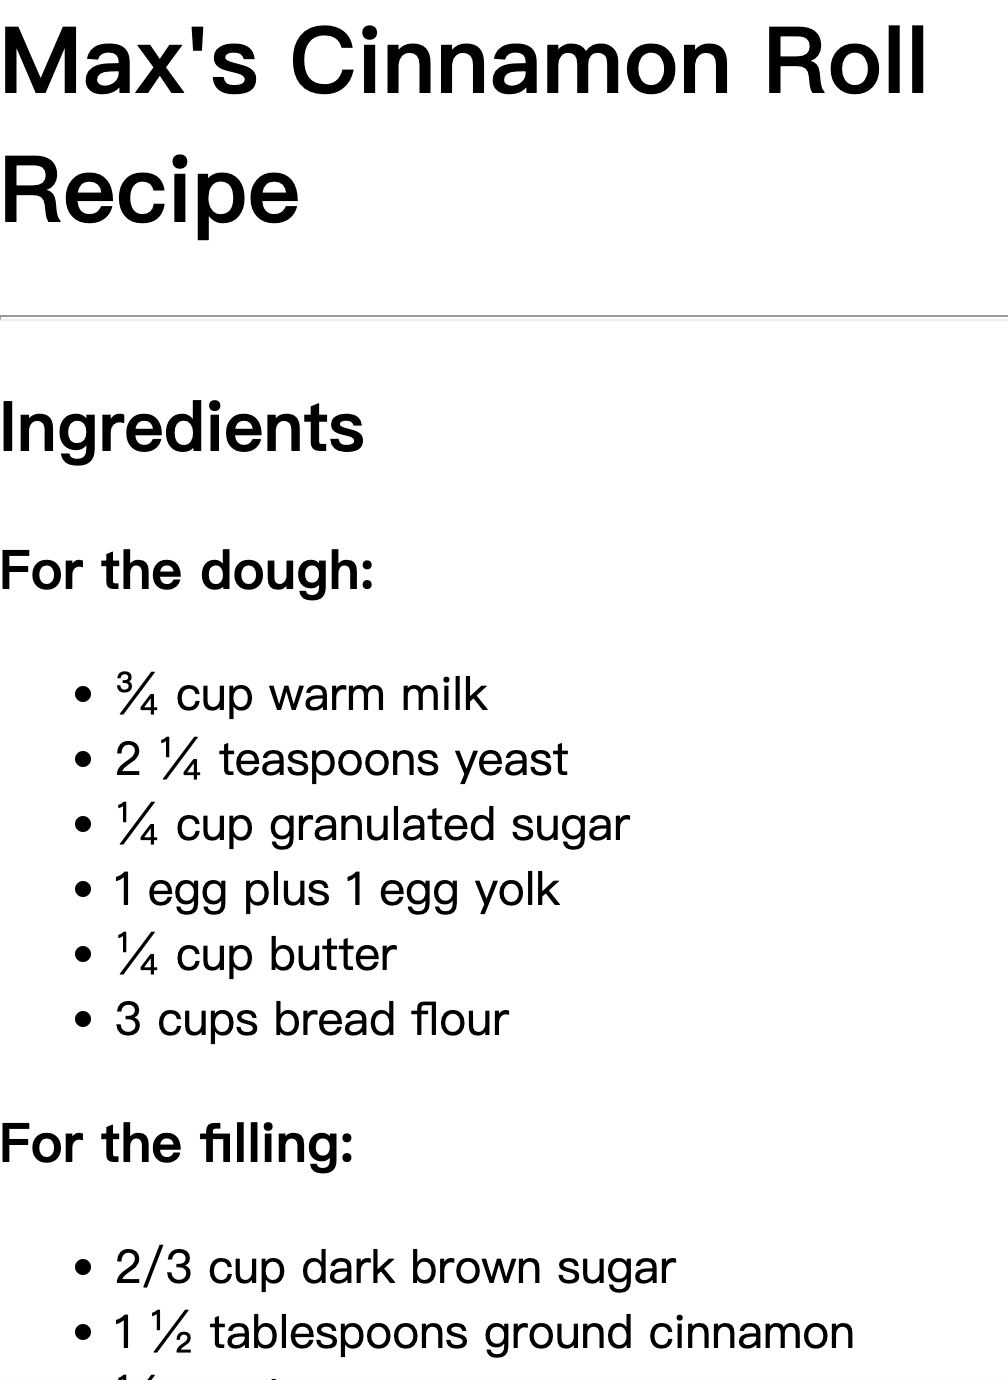 Max's Cinnamon Roll
Recipe
Ingredients
For the dough:
• ¾ cup warm milk
• 2 ¼ teaspoons yeast
• ¼ cup granulated sugar
• 1 egg plus 1 egg yolk
• ¼ cup butter
• 3 cups bread flour
For the filling:
• 2/3 cup dark brown sugar
• 1 ½ tablespoons ground cinnamon